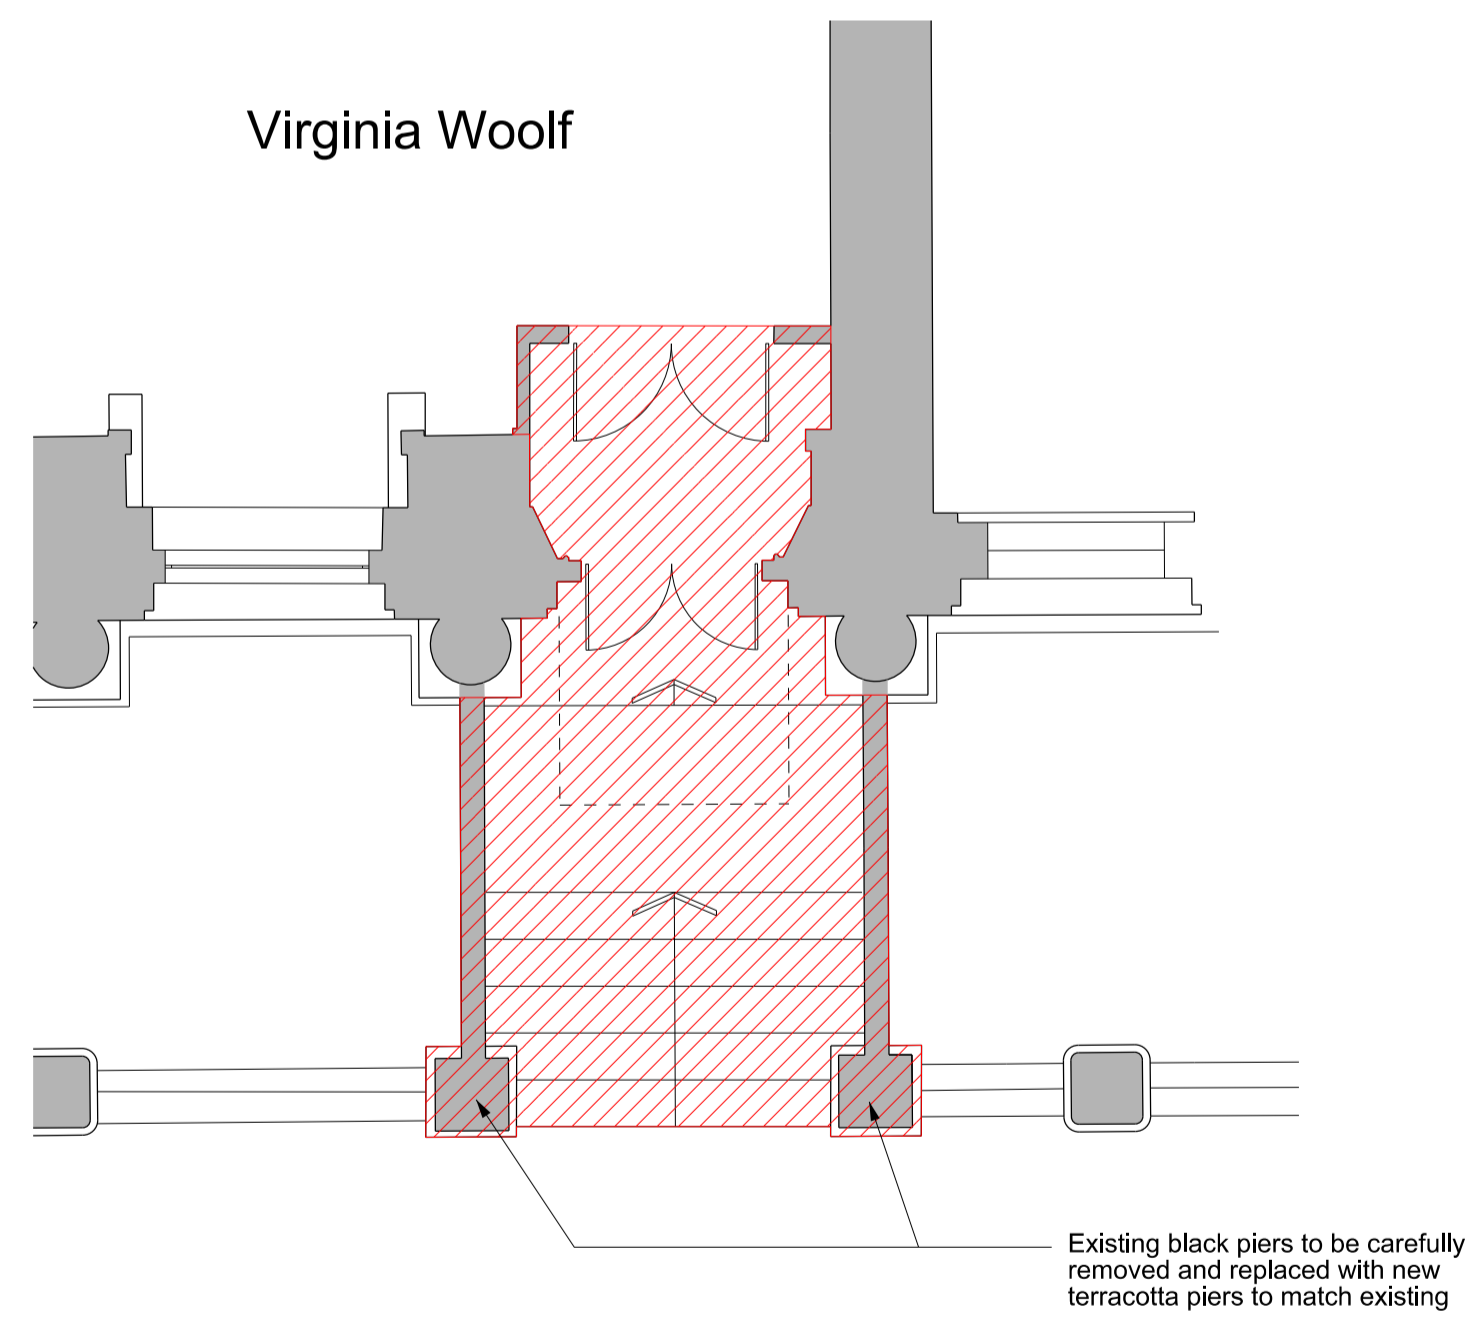 Virginia Woolf
Existing black piers to be carefully
removed and replaced with new
terracotta piers to match existing